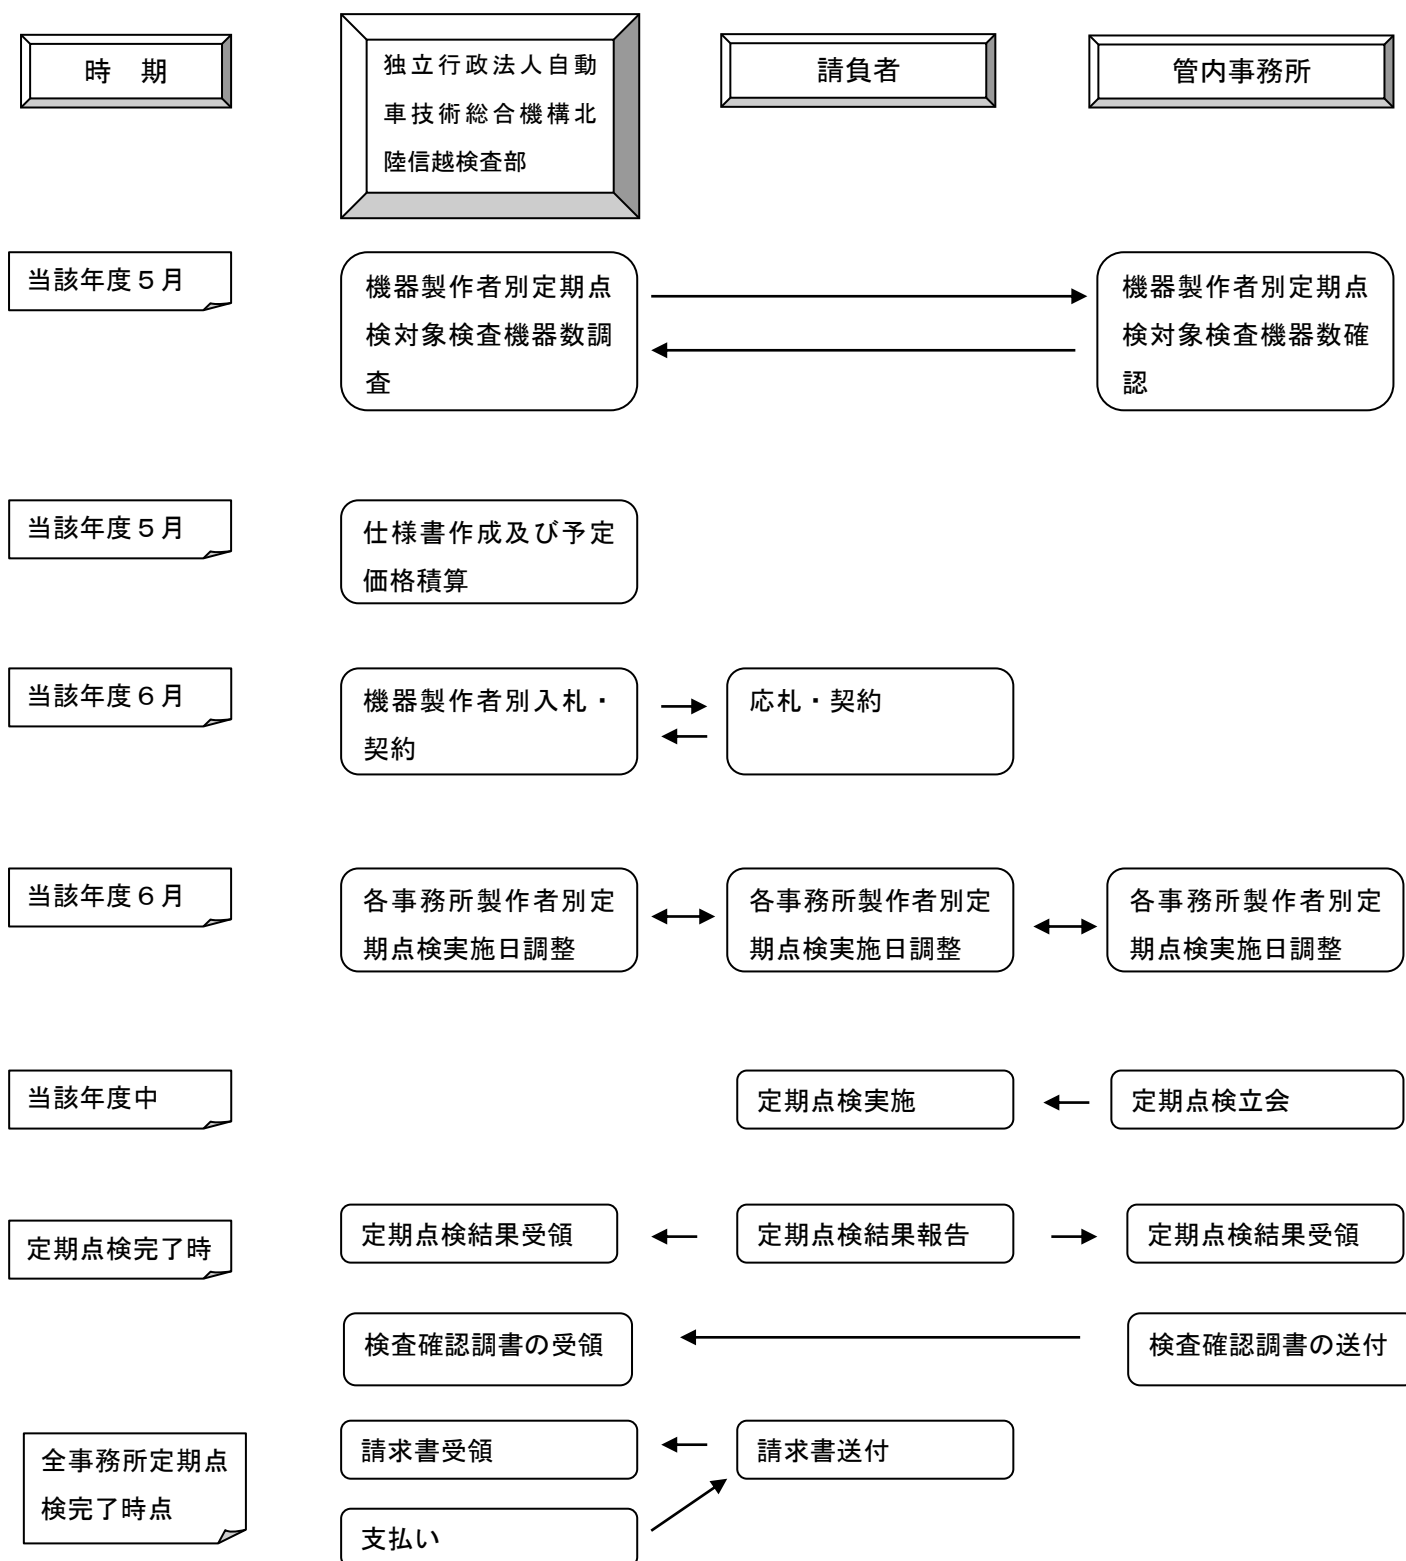 時　期
独立行政法人自動
車技術総合機構北
陸信越検査部
請負者
管内事務所
当該年度５月
機器製作者別定期点
検対象検査機器数調
査
機器製作者別定期点
検対象検査機器数確
認
当該年度５月
仕様書作成及び予定
価格積算
当該年度６月
機器製作者別入札・
契約
応札・契約
当該年度６月
各事務所製作者別定
期点検実施日調整
各事務所製作者別定
期点検実施日調整
各事務所製作者別定
期点検実施日調整
当該年度中
定期点検実施
定期点検立会
定期点検完了時
定期点検結果受領
定期点検結果報告
定期点検結果受領
検査確認調書の受領
検査確認調書の送付
全事務所定期点
検完了時点
請求書受領
請求書送付
支払い